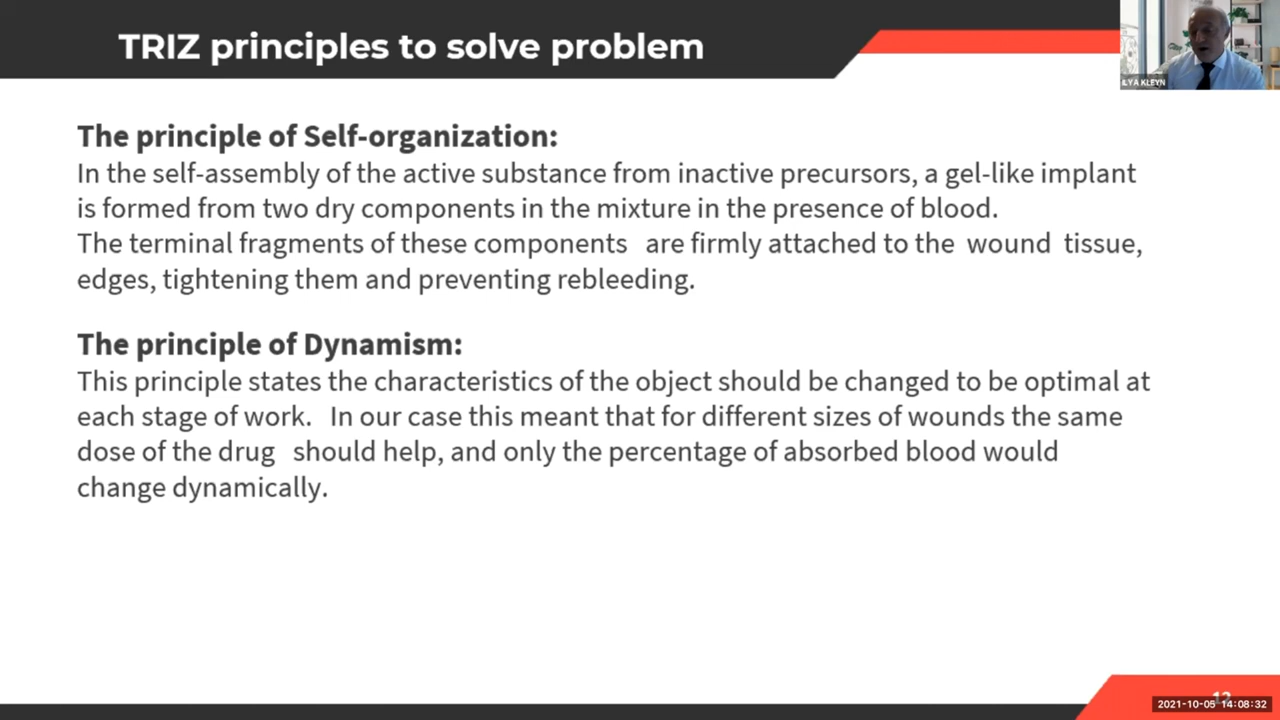 TRIZ principles to solve problem
ILYA KLEYN
The principle of Self-organization:
In the self-assembly of the active substance from inactive precursors, a gel-like implant
is formed from two dry components in the mixture in the presence of blood.
The terminal fragments of these components are firmly attached to the wound tissue,
edges, tightening them and preventing rebleeding.
The principle of Dynamism:
This principle states the characteristics of the object should be changed to be optimal at
each stage of work. In our case this meant that for different sizes of wounds the same
dose of the drug should help, and only the percentage of absorbed blood would
change dynamically.
12
2021-10-05 14:08:32